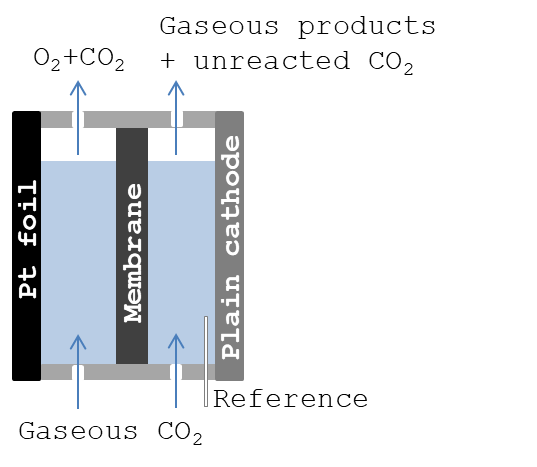 Gaseous products
O₂+CO₂
+ unreacted CO₂
Pt foil
Membrane
Plain cathode
Reference
Gaseous CO₂